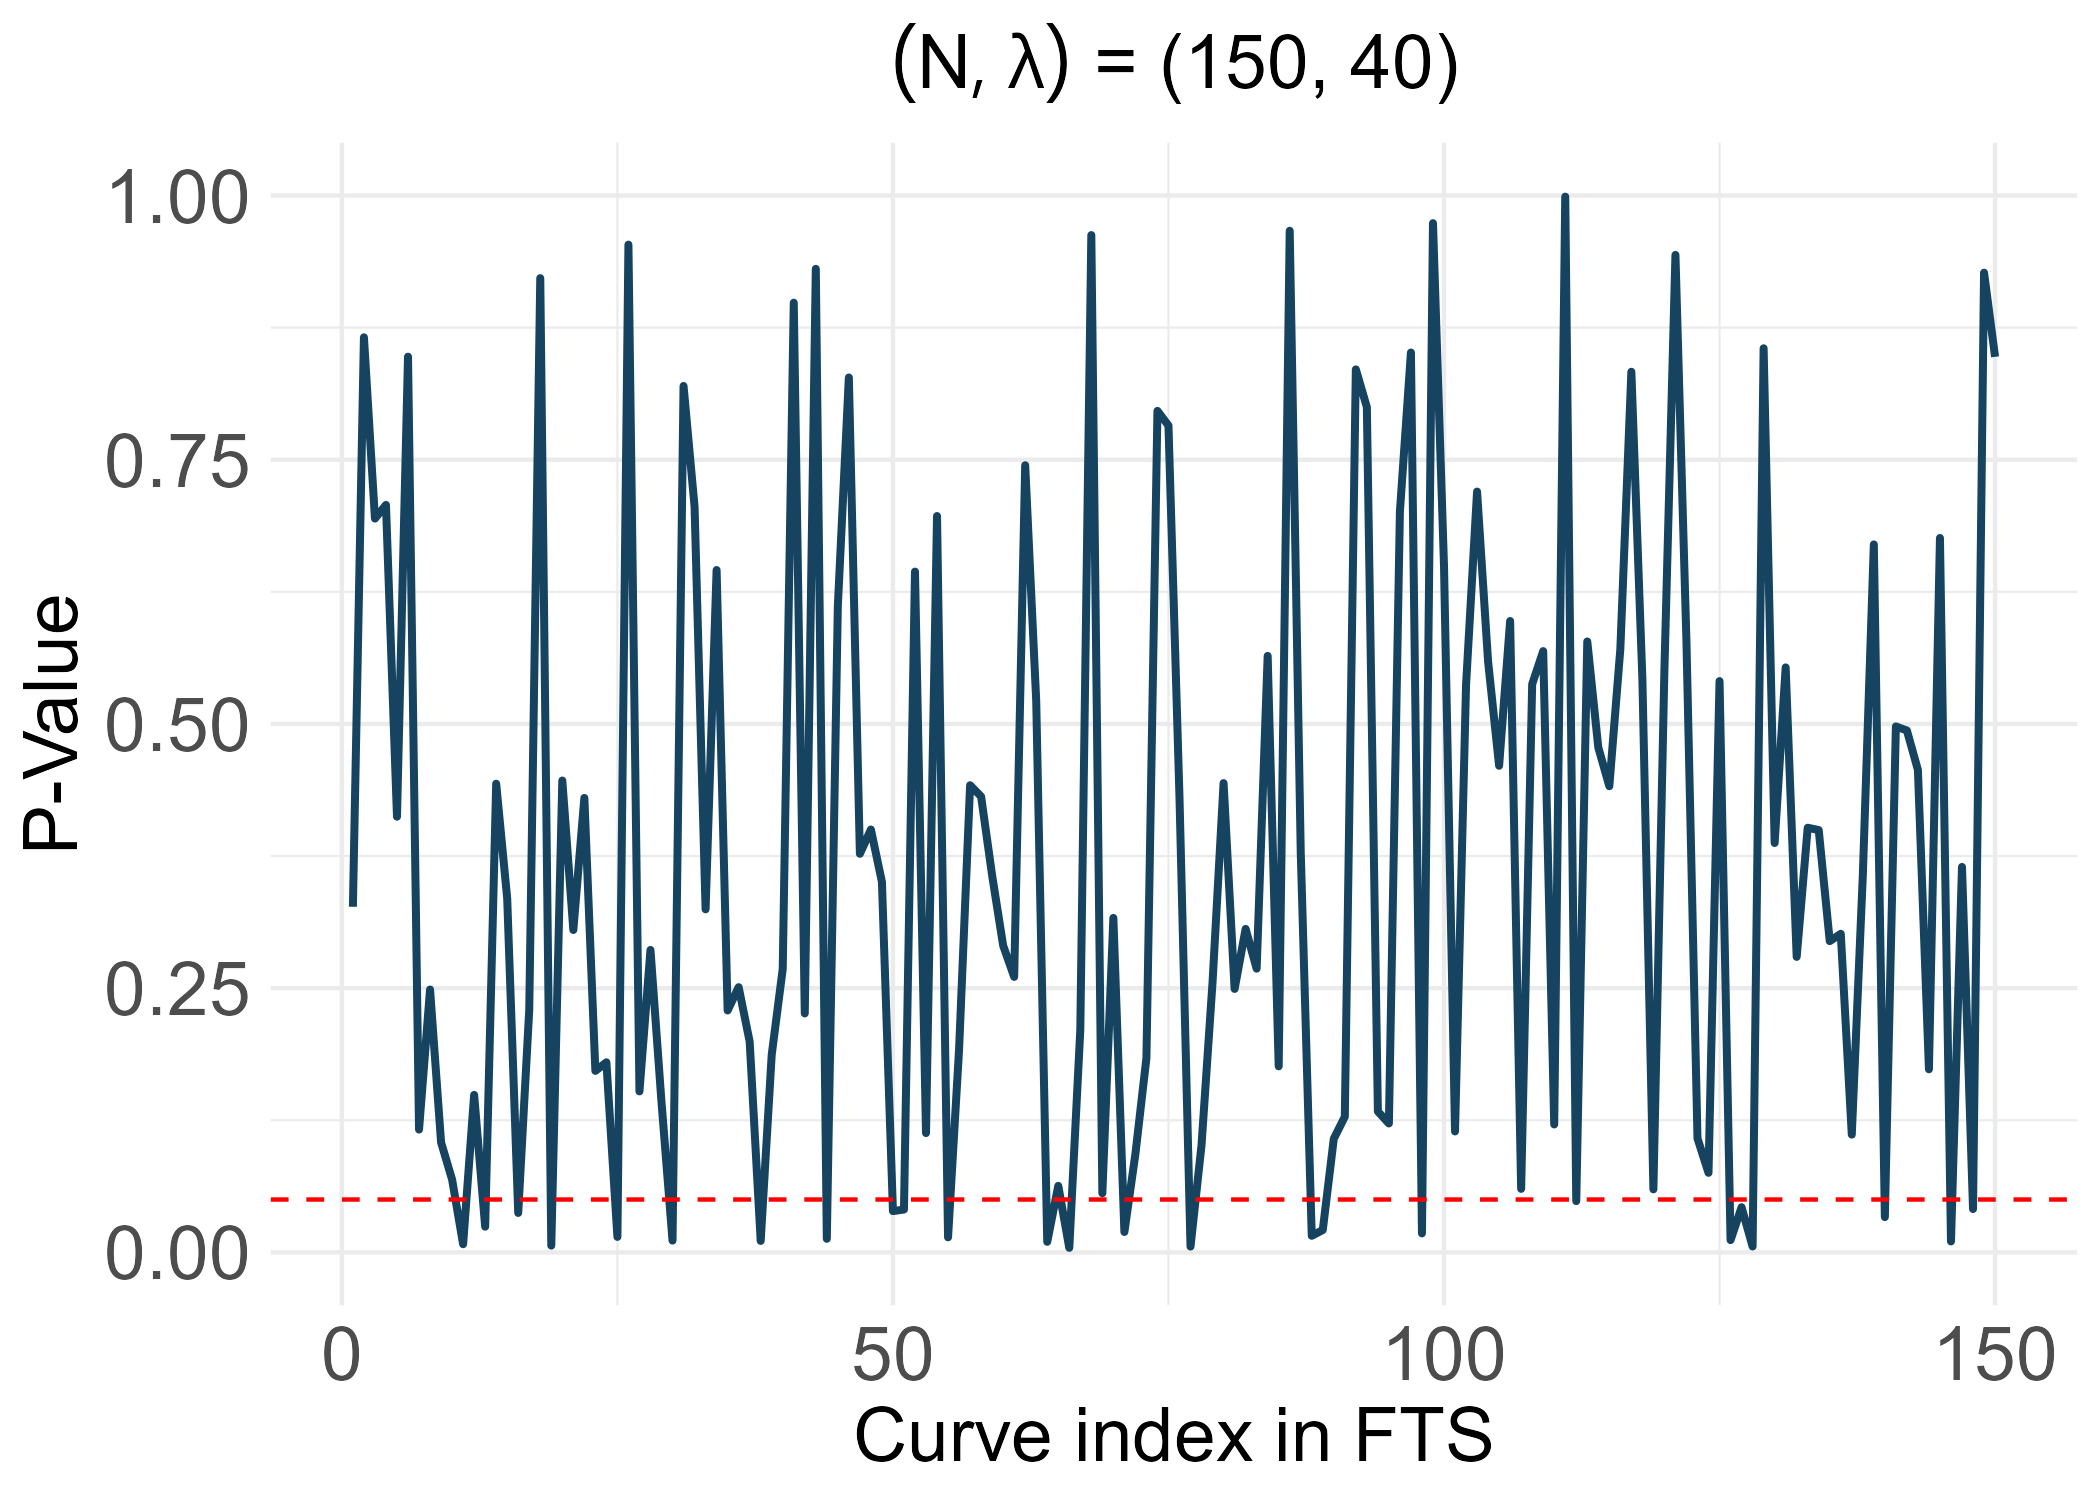 (N, λ) = (150, 40)
P-Value
1.00
0.75
0.50
0.25
0.00
0 50 100 150
Curve index in FTS